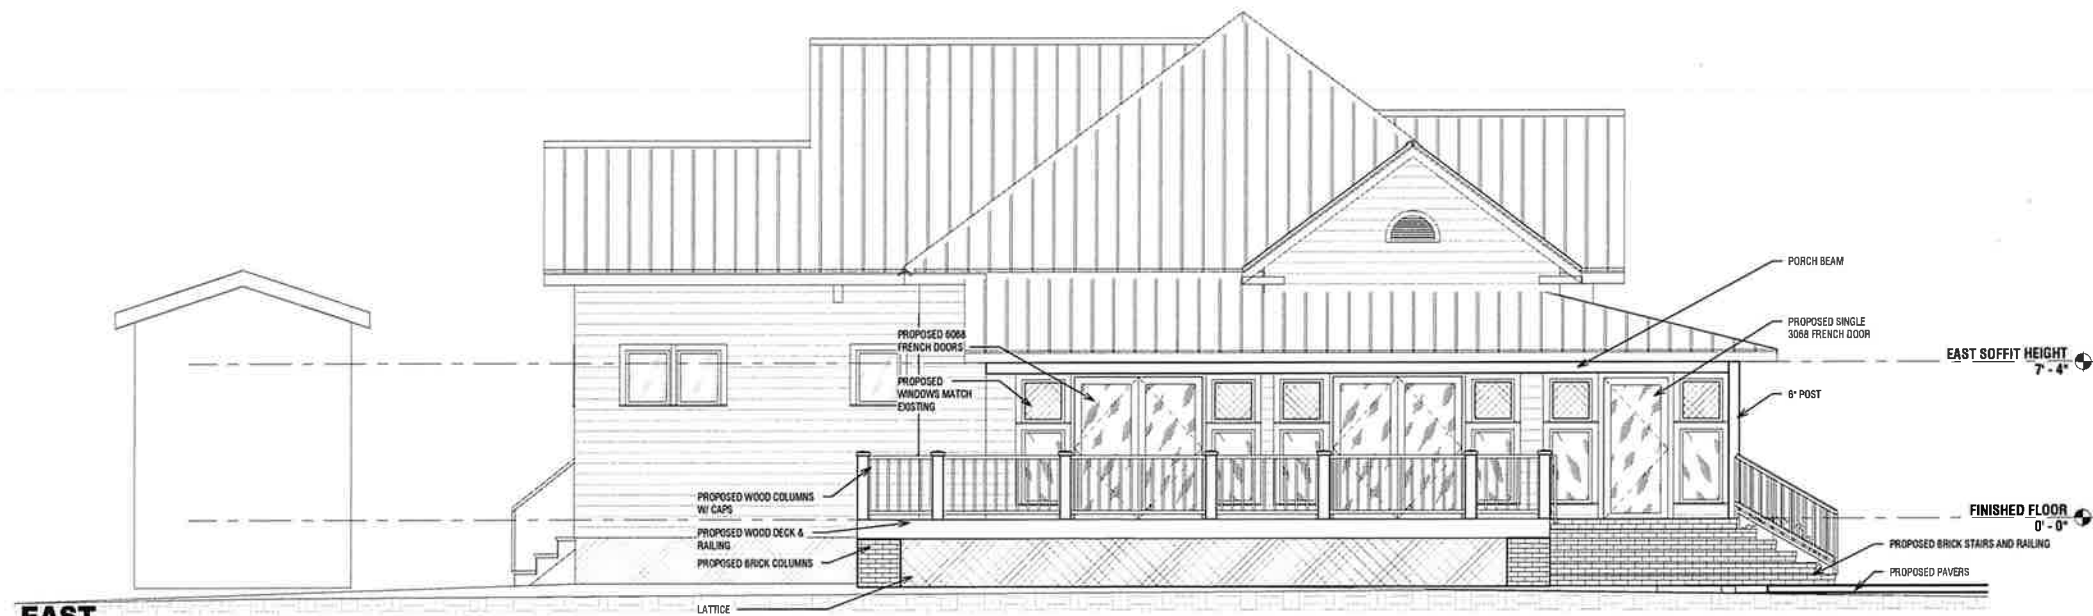 PORCH BEAM
PROPOSED SINGLE
3068 FRENCH DOOR
PROPOSED 6068
FRENCH DOORS
EAST SOFFIT HEIGHT
7' - 4"
PROPOSED
WINDOWS MATCH
EXISTING
6" POST
PROPOSED WOOD COLUMNS
W/ CAPS
FINISHED FLOOR
0' - 0"
PROPOSED WOOD DECK &
RAILING
PROPOSED BRICK STAIRS AND RAILING
PROPOSED BRICK COLUMNS
PROPOSED PAVERS
LATTICE
EAST